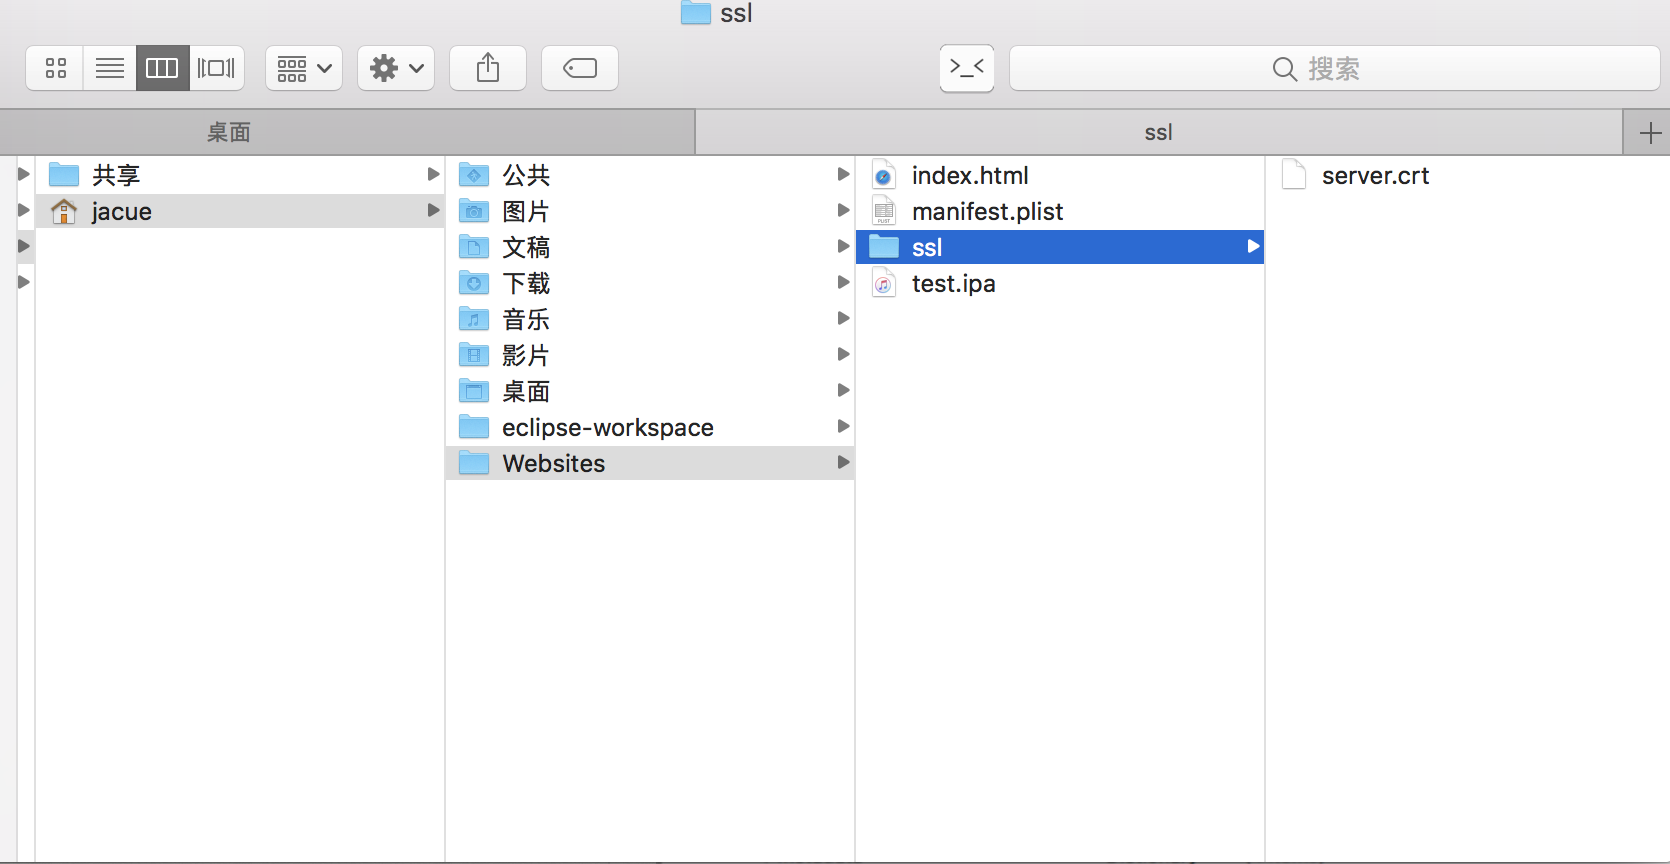 ssl
>_<
搜索
桌面
ssl
共享
jacue
公共
图片
文稿
下载
音乐
影片
桌面
eclipse-workspace
Websites
index.html
manifest.plist
ssl
test.ipa
server.crt